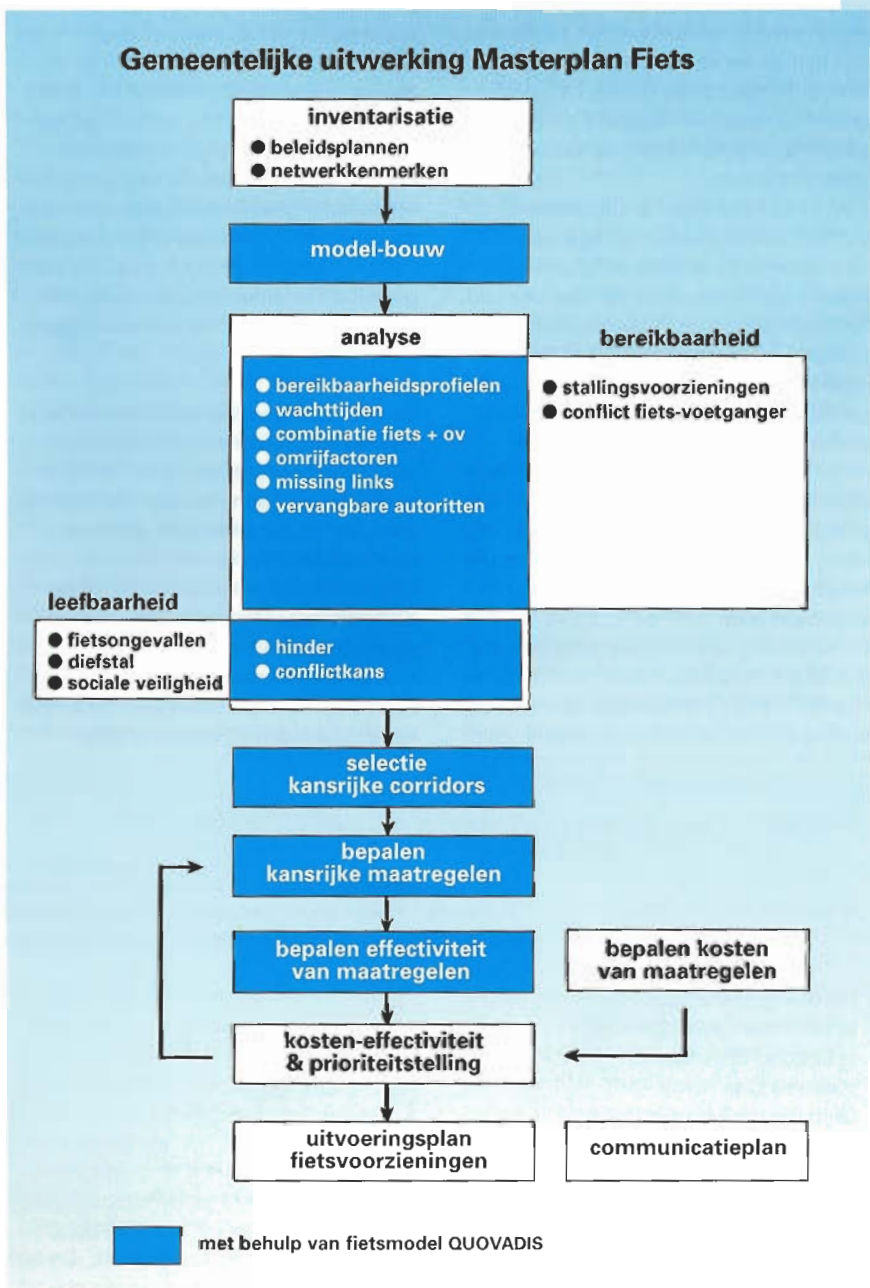 Gemeentelijke uitwerking Masterplan Fiets
inventarisatie
● beleidsplannen
● netwerkkenmerken
model-bouw
analyse
bereikbaarheid
● bereikbaarheidsprofielen
● wachttijden
● combinatie fiets + ov
● omrijfactoren
● missing links
● vervangbare autoritten
● stallingsvoorzieningen
● conflict fiets-voetganger
leefbaarheid
● fietsongevallen
● diefstal
● sociale veiligheid
● hinder
● conflictkans
selectie
kansrijke corridors
bepalen
kansrijke maatregelen
bepalen effectiviteit
van maatregelen
bepalen kosten
van maatregelen
kosten-effectiviteit
& prioriteitstelling
uitvoeringsplan
fietsvoorzieningen
communicatieplan
met behulp van fietsmodel QUOVADIS